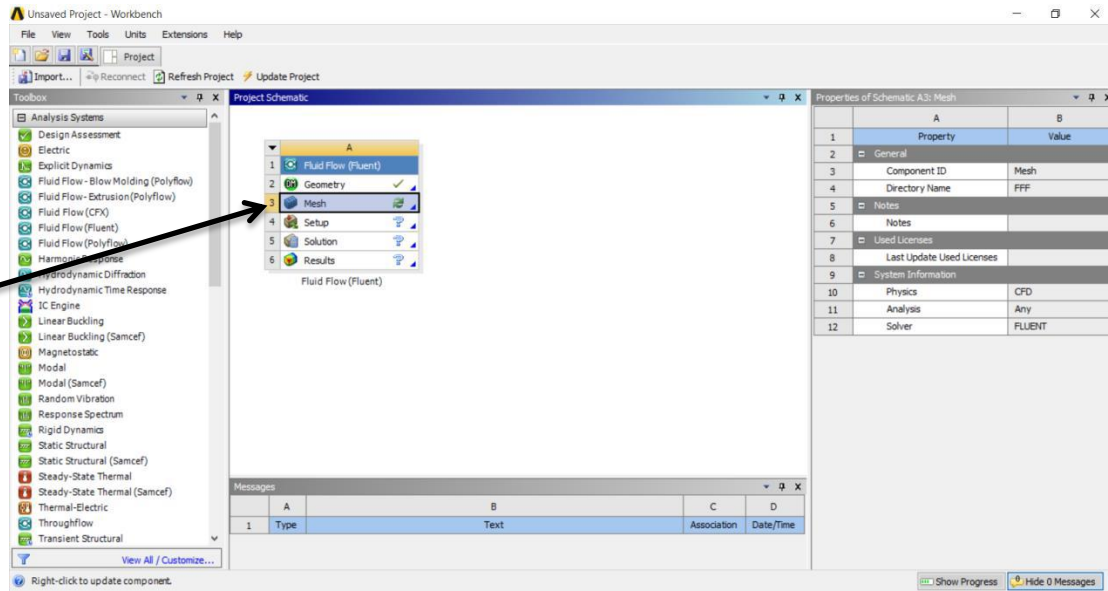 Unsaved Project - Workbench
File View Tools Units Extensions Help
Project
Import... Reconnect Refresh Project Update Project
Toolbox
Analysis Systems
Design Assessment
Electric
Explicit Dynamics
Fluid Flow - Blow Molding (Polyflow)
Fluid Flow - Extrusion (Polyflow)
Fluid Flow (CFX)
Fluid Flow (Fluent)
Fluid Flow (Polyflow)
Harmonic Response
Hydrodynamic Diffraction
Hydrodynamic Time Response
IC Engine
Linear Buckling
Linear Buckling (Samcef)
Magnetostatic
Modal
Modal (Samcef)
Random Vibration
Response Spectrum
Rigid Dynamics
Static Structural
Static Structural (Samcef)
Steady-State Thermal
Steady-State Thermal (Samcef)
Thermal-Electric
Throughflow
Transient Structural
View All / Customize...
Project Schematic
A
1 Fluid Flow (Fluent)
2 Geometry
3 Mesh
4 Setup
5 Solution
6 Results
Fluid Flow (Fluent)
Messages
A B C D
1 Type Text Association Date/Time
Properties of Schematic A3: Mesh
A B
1 Property Value
2 General
3 Component ID Mesh
4 Directory Name FFF
5 Notes
6 Notes
7 Used Licenses
8 Last Update Used Licenses
9 System Information
10 Physics CFD
11 Analysis Any
12 Solver FLUENT
Right-click to update component.
Show Progress Hide 0 Messages